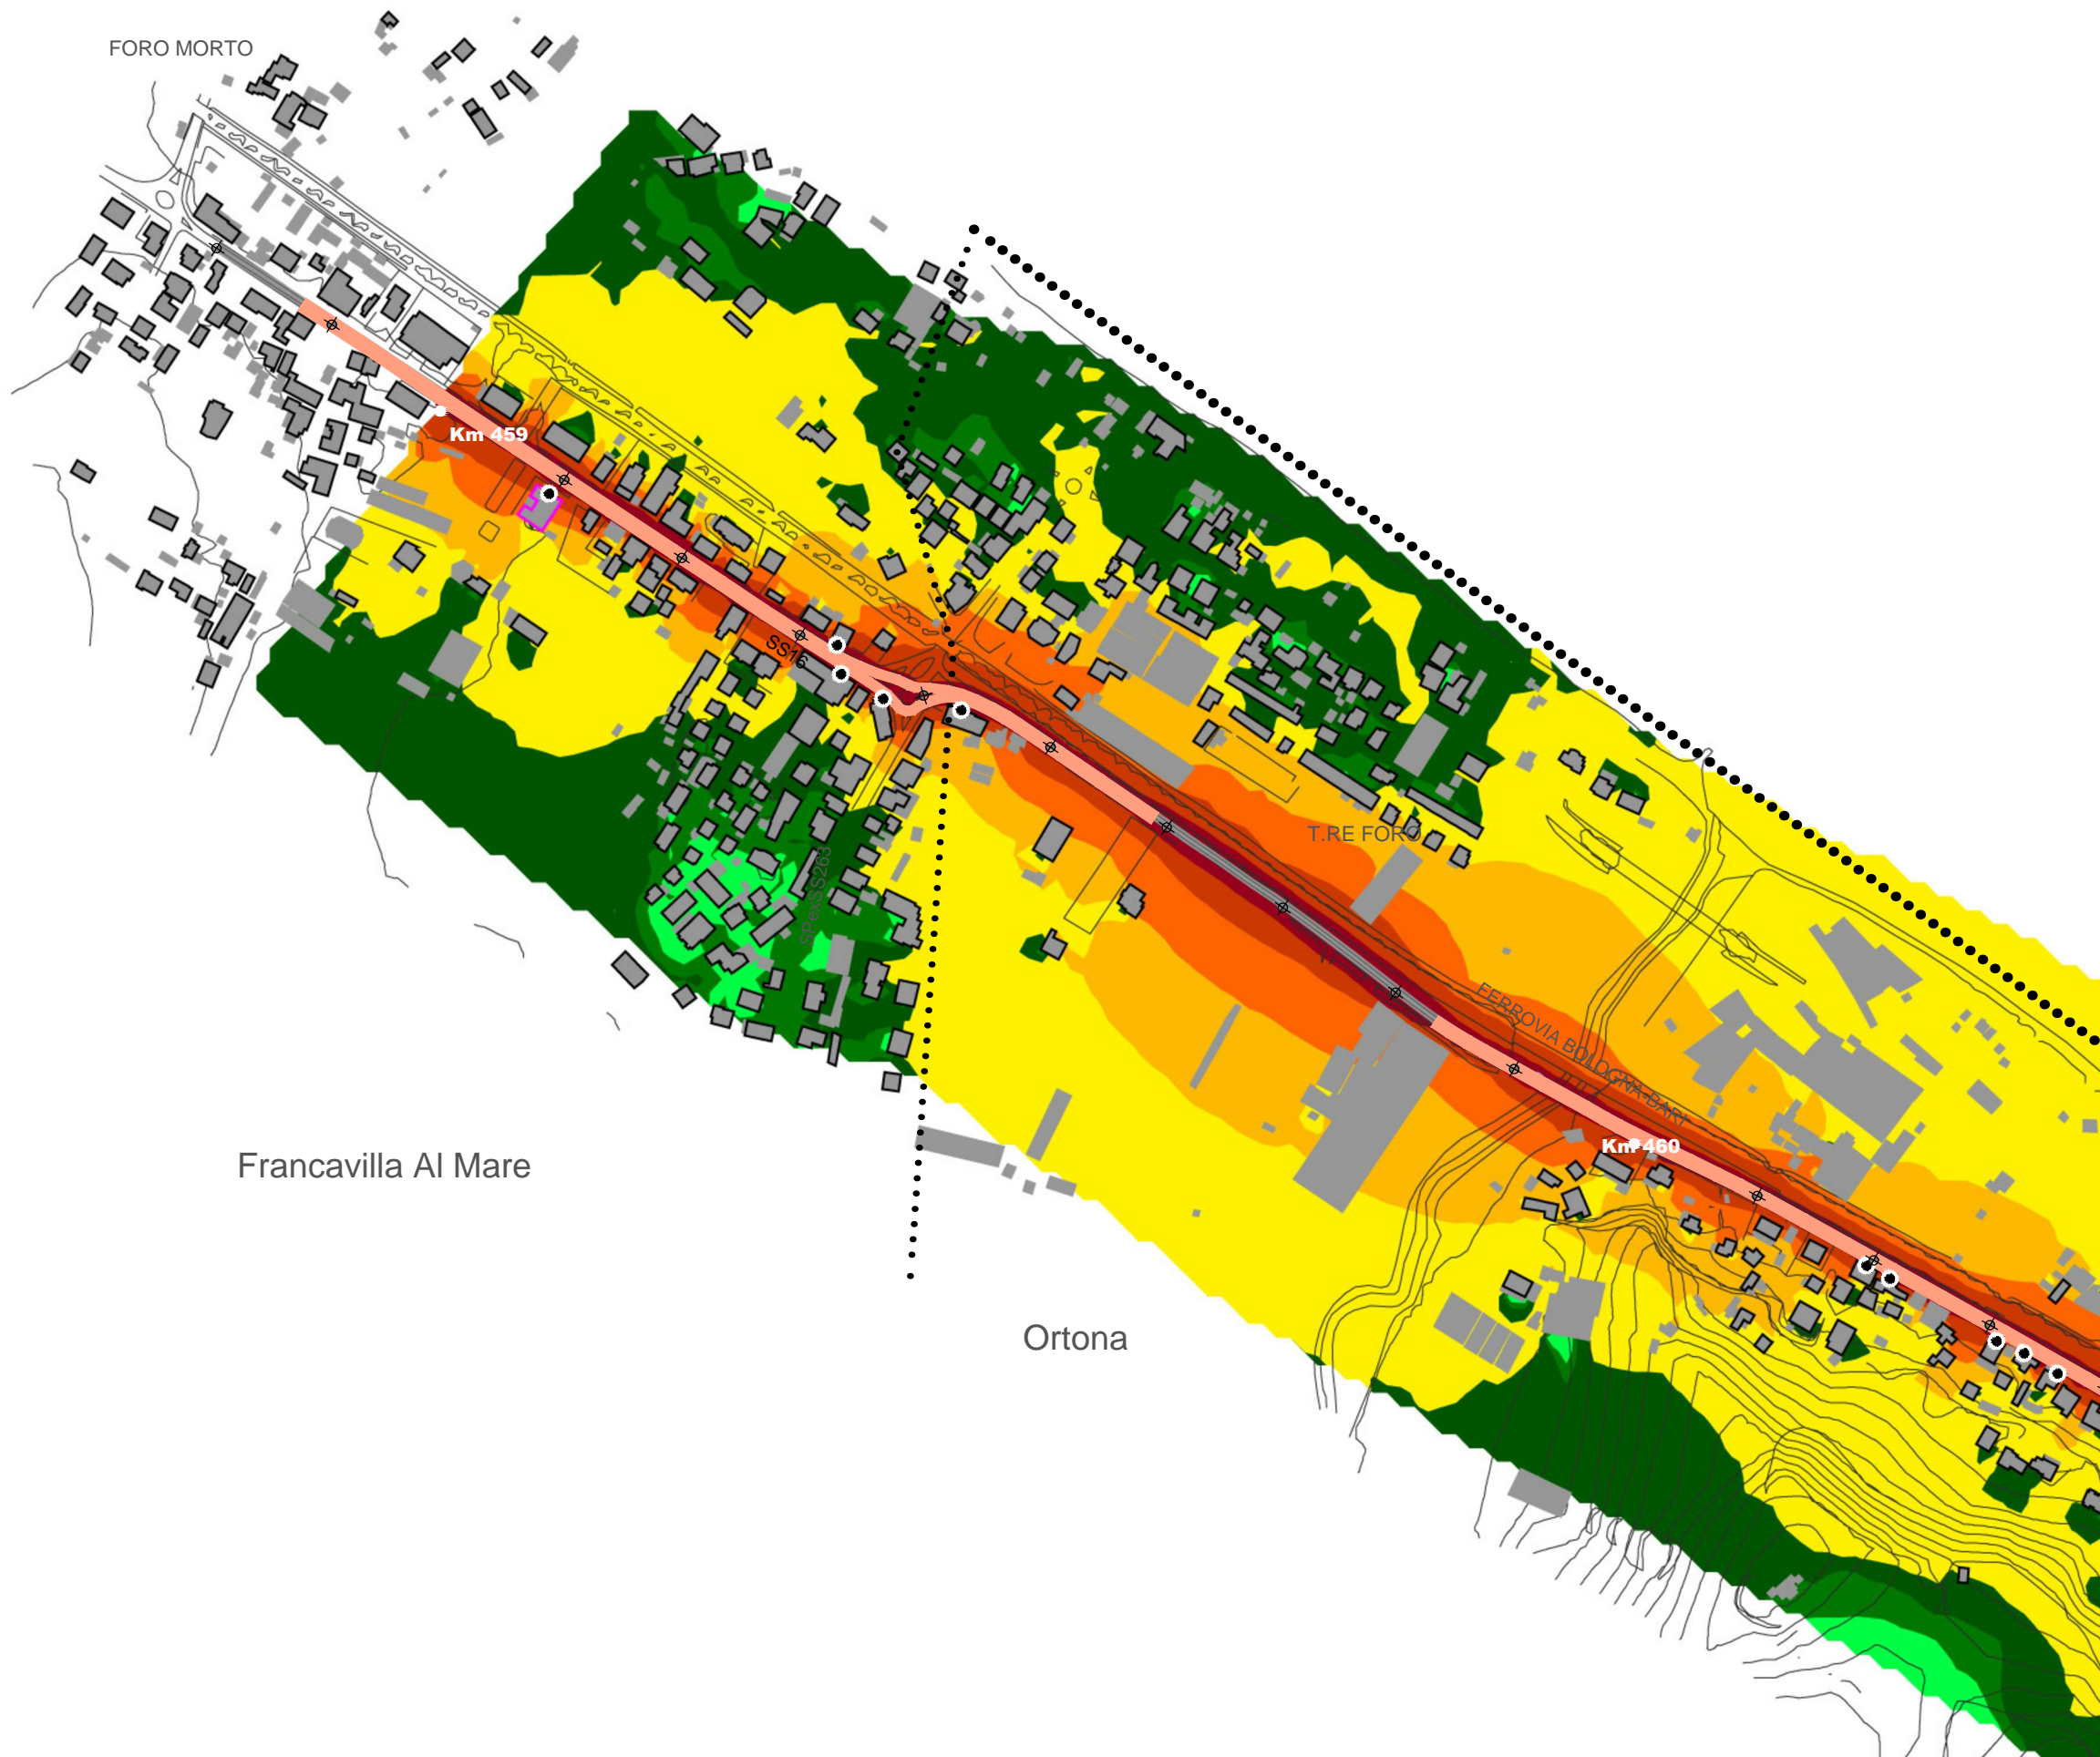 FORO MORTO
Km 459
SS16
T.RE FORO
SPexSS263
FERROVIA BOLOGNA-BARI
Km 460
Francavilla Al Mare
Ortona